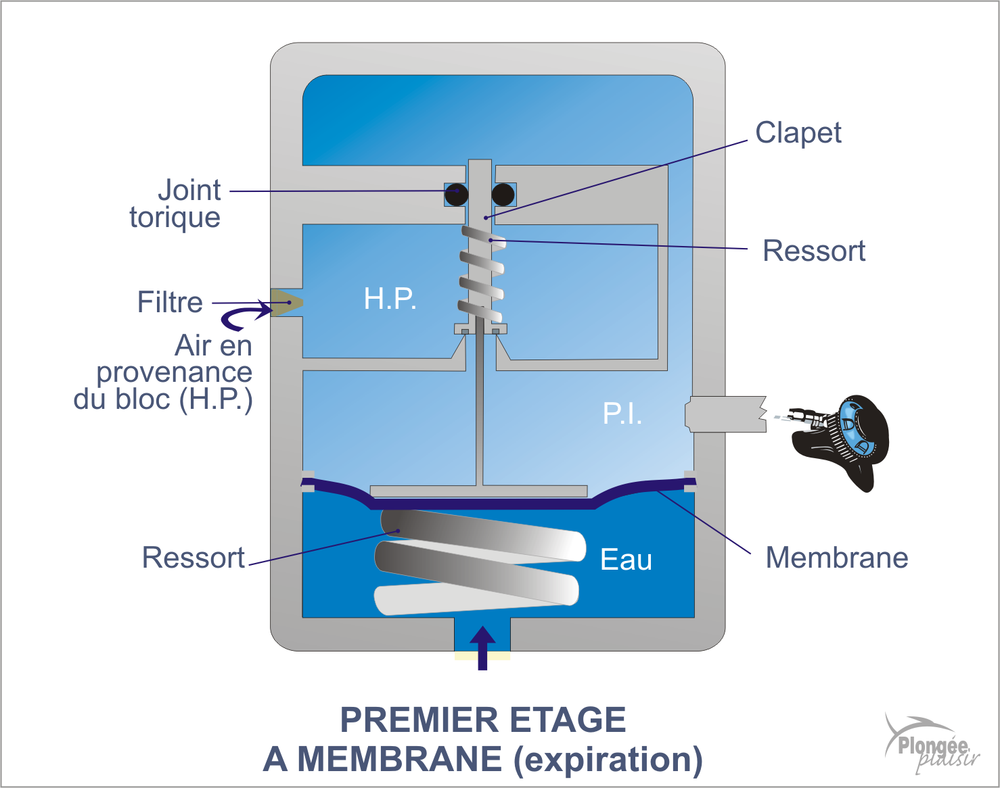 Clapet
Joint
torique
Ressort
Filtre
H.P.
Air en
provenance
du bloc (H.P.)
P.I.
Ressort
Eau
Membrane
PREMIER ETAGE
A MEMBRANE (expiration)
Plongée
plaisir